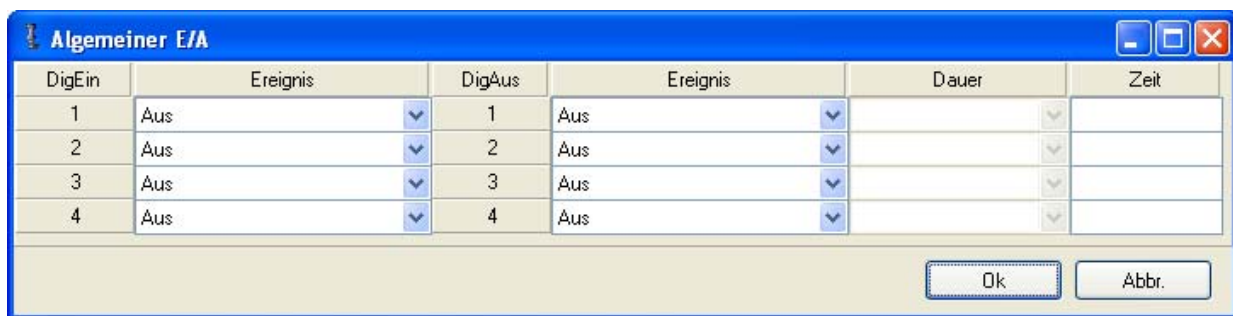 Algemeiner E/A
DigEin Ereignis DigAus Ereignis Dauer Zeit
1 Aus 1 Aus
2 Aus 2 Aus
3 Aus 3 Aus
4 Aus 4 Aus
Ok Abbr.